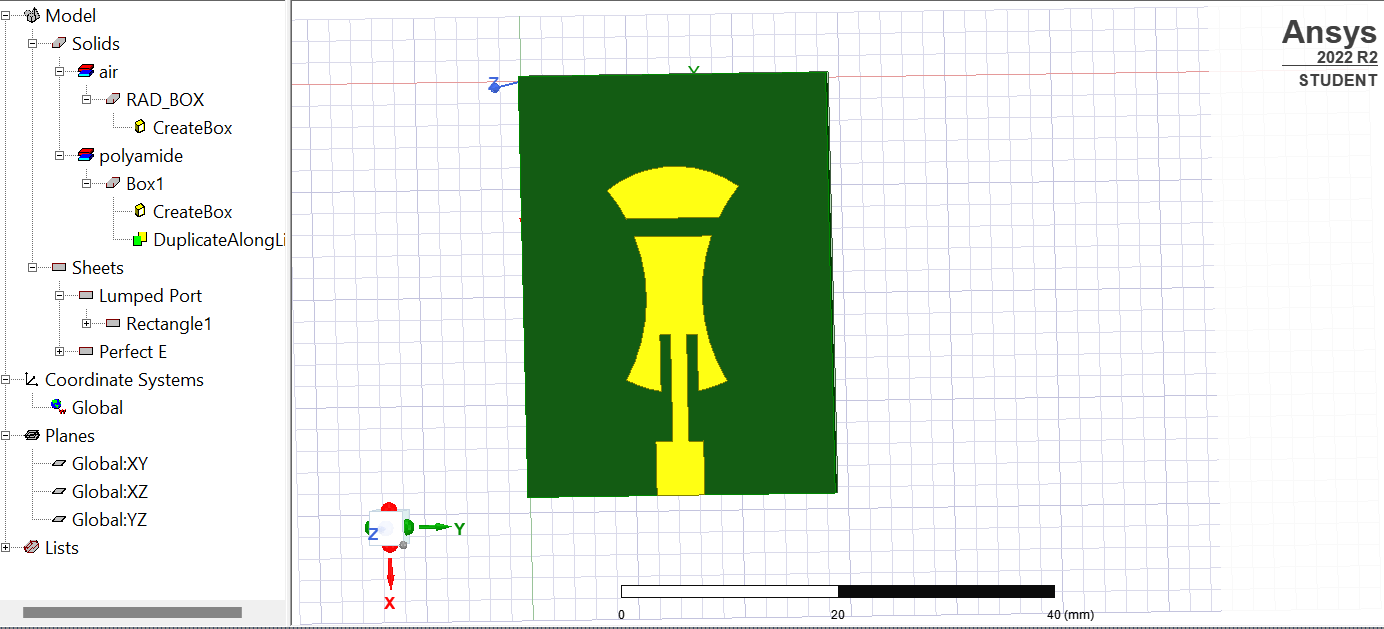 Model
Solids
air
RAD_BOX
CreateBox
polyamide
Box1
CreateBox
DuplicateAlongLi
Sheets
Lumped Port
Rectangle1
Perfect E
Coordinate Systems
Global
Planes
Global:XY
Global:XZ
Global:YZ
Lists
Ansys
2022 R2
STUDENT
Z
Y
Z
Y
X
0
20
40 (mm)